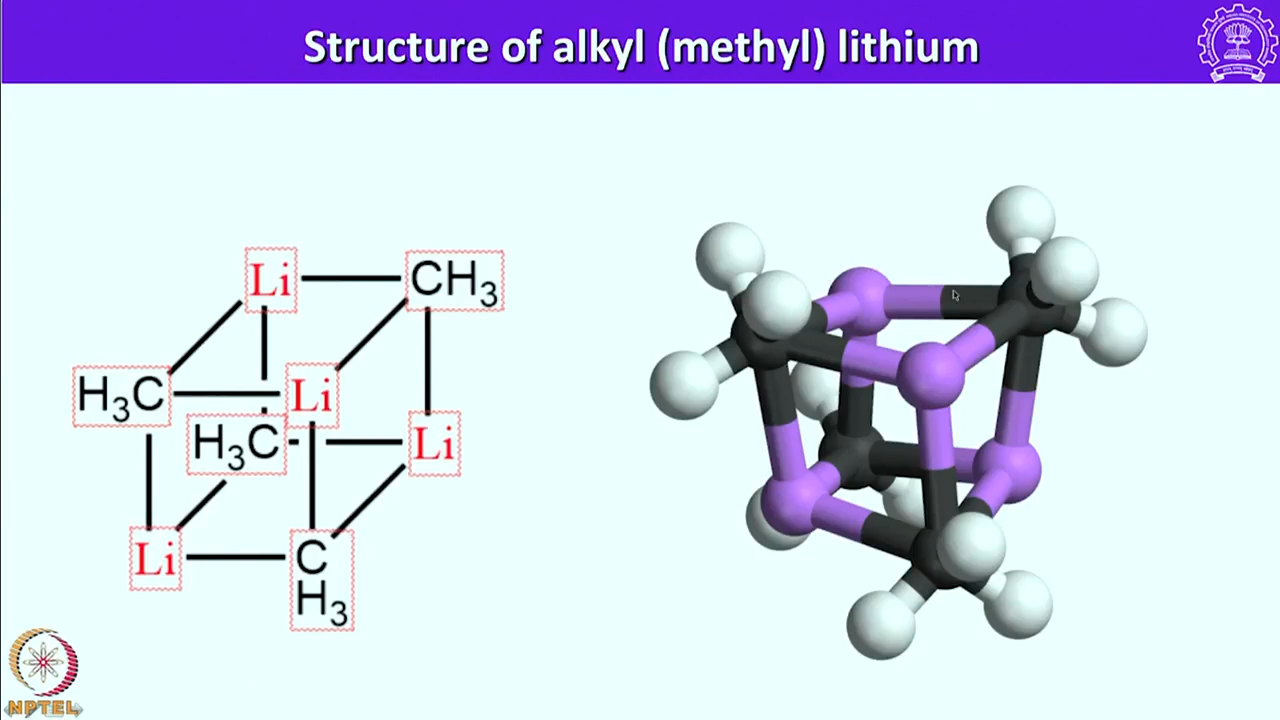 Structure of alkyl (methyl) lithium
Li
CH₃
H₃C
Li
H₃C
Li
Li
C
H₃
NPTEL